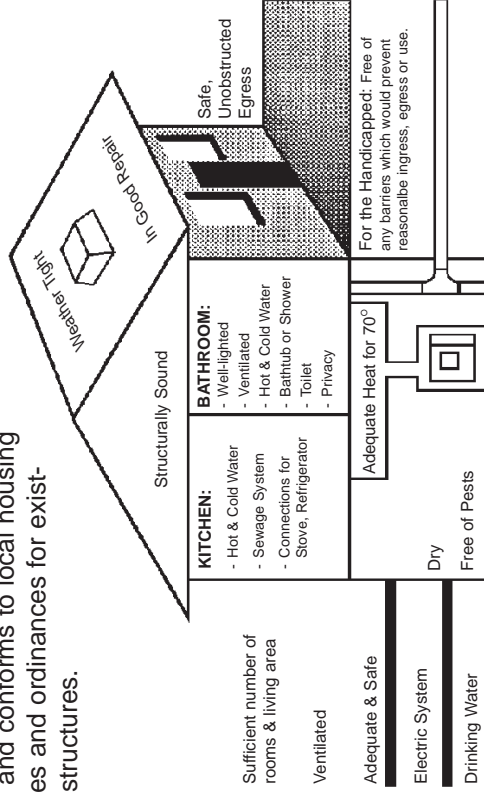 and conforms to local housing
es and ordinances for exist-
structures.
Weather Tight
In Good Repair
Structurally Sound
Safe,
Unobstructed
Egress
Sufficient number of
rooms & living area
Ventilated
KITCHEN:
- Hot & Cold Water
- Sewage System
- Connections for
Stove, Refrigerator
BATHROOM:
- Well-lighted
- Ventilated
- Hot & Cold Water
- Bathtub or Shower
- Toilet
- Privacy
For the Handicapped: Free of
any barriers which would prevent
reasonalbe ingress, egress or use.
Adequate & Safe
Electric System
Drinking Water
Adequate Heat for 70°
Dry
Free of Pests